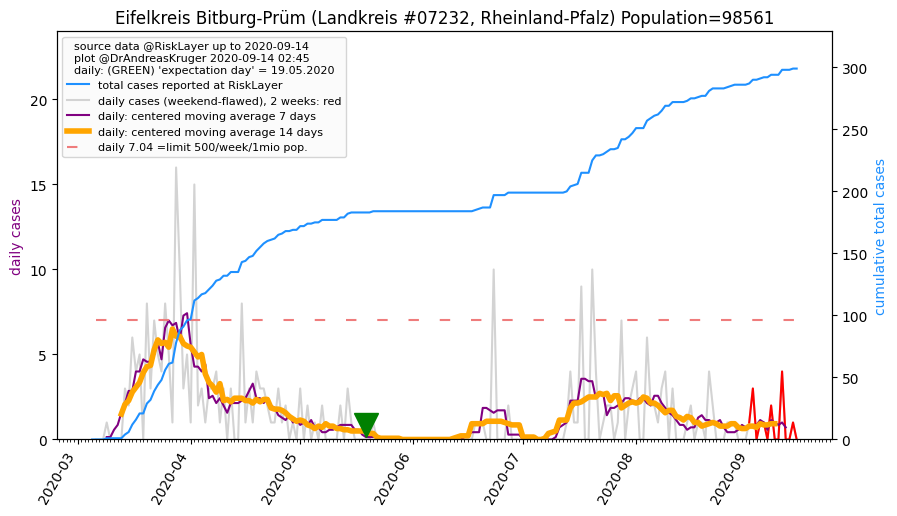 Eifelkreis Bitburg-Prüm (Landkreis #07232, Rheinland-Pfalz) Population=98561
source data @RiskLayer up to 2020-09-14
plot @DrAndreasKruger 2020-09-14 02:45
daily: (GREEN) 'expectation day' = 19.05.2020
total cases reported at RiskLayer
daily cases (weekend-flawed), 2 weeks: red
daily: centered moving average 7 days
daily: centered moving average 14 days
daily 7.04 =limit 500/week/1mio pop.
daily cases
20
15
10
5
0
cumulative total cases
300
250
200
150
100
50
0
2020-03
2020-04
2020-05
2020-06
2020-07
2020-08
2020-09